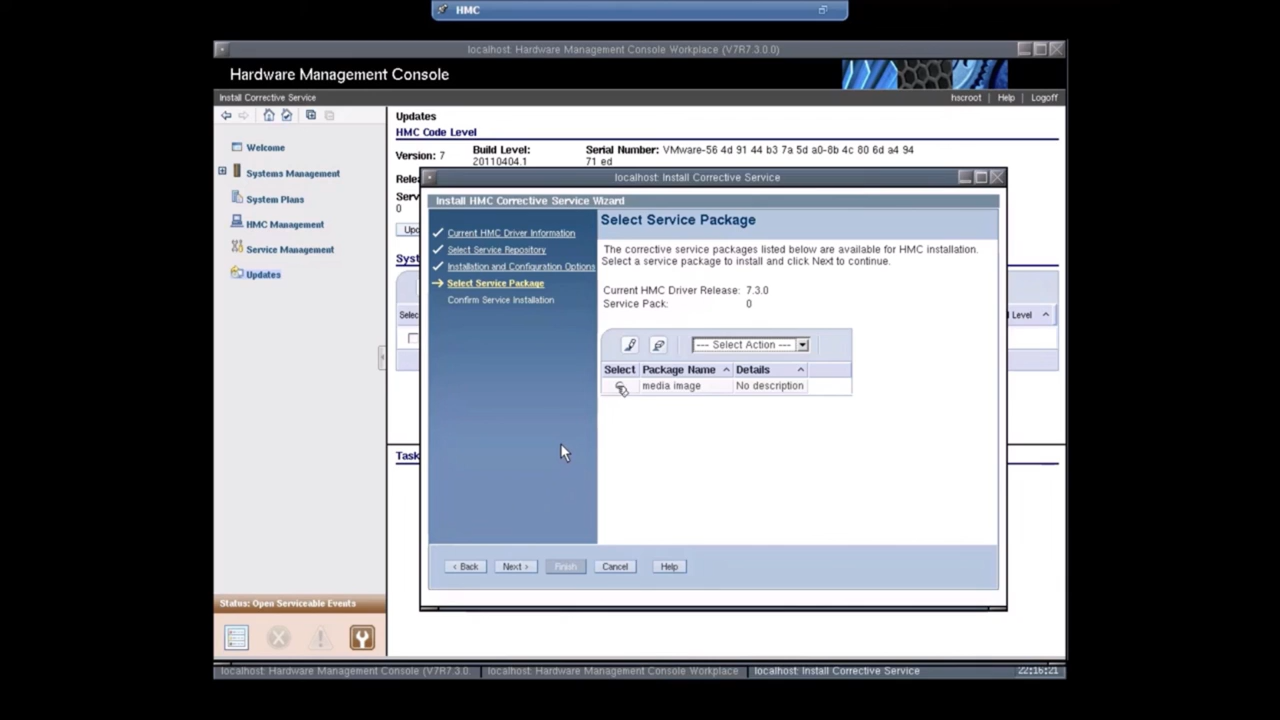 HMC
localhost: Hardware Management Console Workplace (V7R7.3.0.0)
Hardware Management Console
Install Corrective Service
hscroot | Help | Logoff
Welcome
Systems Management
System Plans
HMC Management
Service Management
Updates
Updates
HMC Code Level
Version: 7
Build Level:
20110404.1
Serial Number: VMware-56 4d 91 44 b3 7a 5d a0-8b 4c 80 6d a4 94
71 ed
Relea
Serv
0
Upd
Syst
Selec
l Level
Task
localhost: Install Corrective Service
Install HMC Corrective Service Wizard
Current HMC Driver Information
Select Service Repository
Installation and Configuration Options
Select Service Package
Confirm Service Installation
Select Service Package
The corrective service packages listed below are available for HMC installation.
Select a service package to install and click Next to continue.
Current HMC Driver Release: 7.3.0
Service Pack: 0
--- Select Action ---
Select Package Name Details
media image No description
< Back Next > Finish Cancel Help
Status: Open Serviceable Events
localhost: Hardware Management Console (V7R7.3.0.
localhost: Hardware Management Console Workplace
localhost: Install Corrective Service